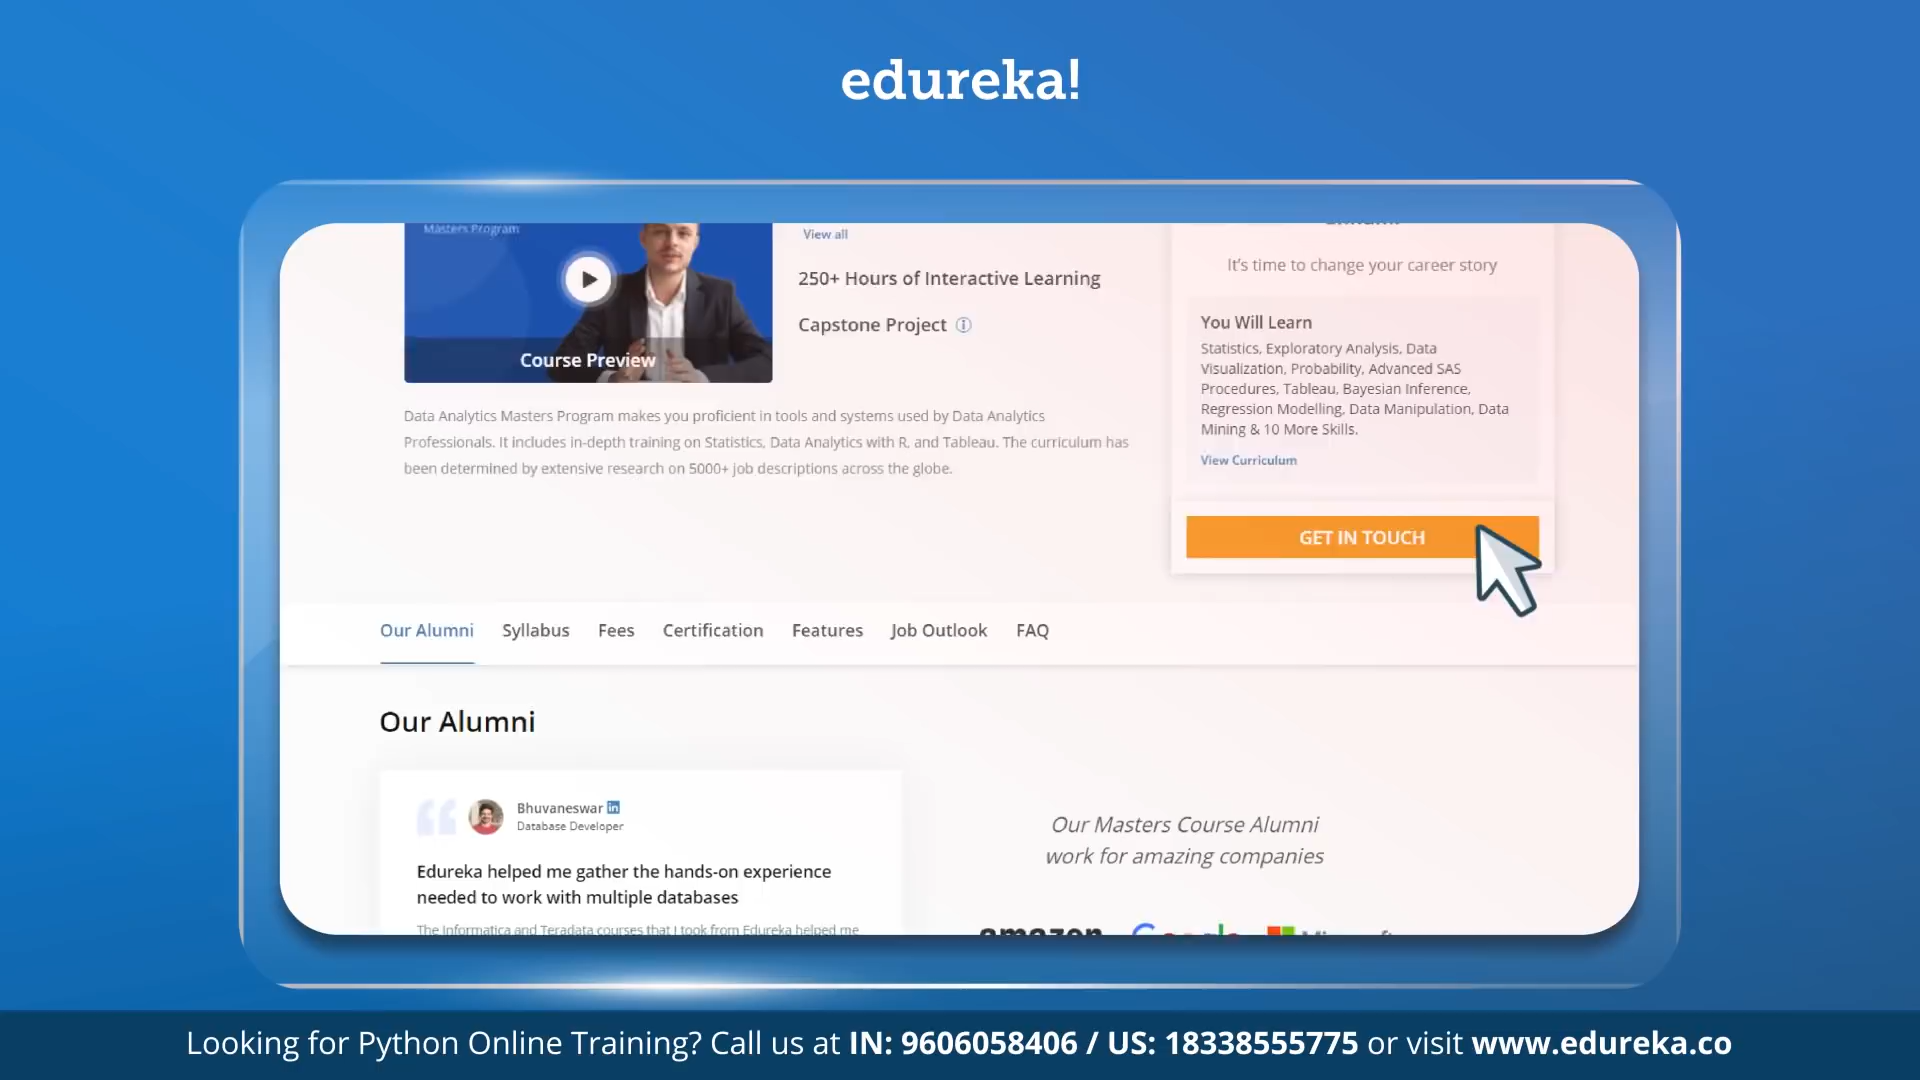 edureka!
Masters Program
Course Preview
View all
250+ Hours of Interactive Learning
Capstone Project
Data Analytics Masters Program makes you proficient in tools and systems used by Data Analytics
Professionals. It includes in-depth training on Statistics, Data Analytics with R, and Tableau. The curriculum has
been determined by extensive research on 5000+ job descriptions across the globe.
It's time to change your career story
You Will Learn
Statistics, Exploratory Analysis, Data
Visualization, Probability, Advanced SAS
Procedures, Tableau, Bayesian Inference,
Regression Modelling, Data Manipulation, Data
Mining & 10 More Skills.
View Curriculum
GET IN TOUCH
Our Alumni Syllabus Fees Certification Features Job Outlook FAQ
Our Alumni
Bhuvaneswar in
Database Developer
Edureka helped me gather the hands-on experience
needed to work with multiple databases
The Informatica and Teradata courses that I took from Edureka helped me
Our Masters Course Alumni
work for amazing companies
amazon Google Microsoft
Looking for Python Online Training? Call us at IN: 9606058406 / US: 18338555775 or visit www.edureka.co